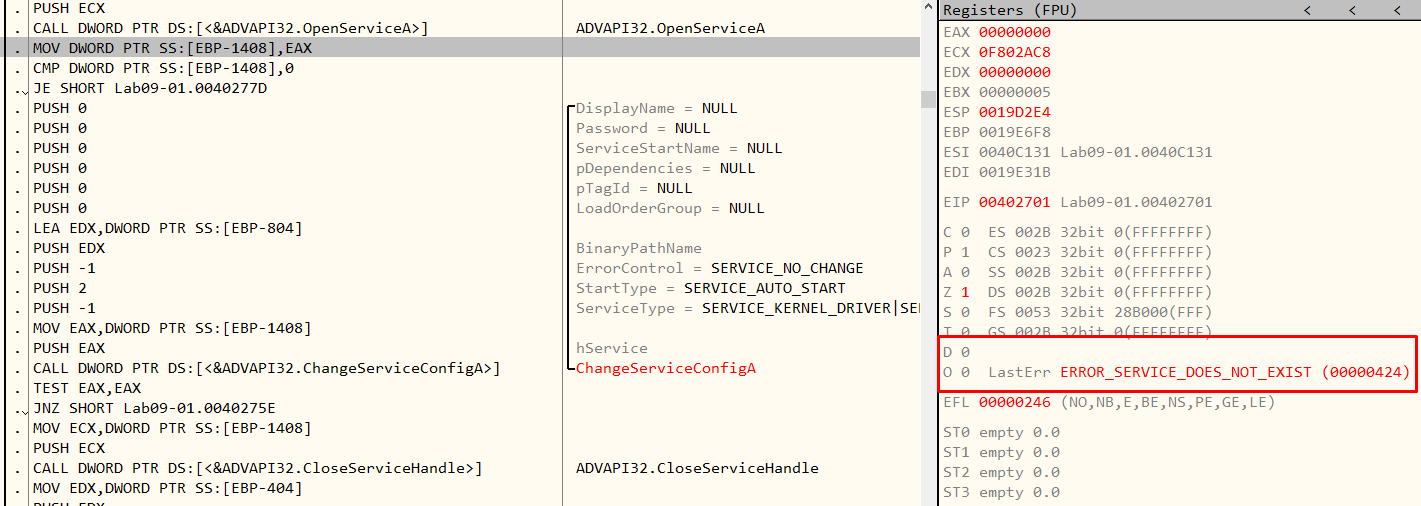 . PUSH ECX
. CALL DWORD PTR DS:[<&ADVAPI32.OpenServiceA>] ADVAPI32.OpenServiceA
. MOV DWORD PTR SS:[EBP-1408],EAX
. CMP DWORD PTR SS:[EBP-1408],0
. JE SHORT Lab09-01.0040277D
. PUSH 0 DisplayName = NULL
. PUSH 0 Password = NULL
. PUSH 0 ServiceStartName = NULL
. PUSH 0 pDependencies = NULL
. PUSH 0 pTagId = NULL
. PUSH 0 LoadOrderGroup = NULL
. LEA EDX,DWORD PTR SS:[EBP-804]
. PUSH EDX BinaryPathName
. PUSH -1 ErrorControl = SERVICE_NO_CHANGE
. PUSH 2 StartType = SERVICE_AUTO_START
. PUSH -1 ServiceType = SERVICE_KERNEL_DRIVER|SE
. MOV EAX,DWORD PTR SS:[EBP-1408]
. PUSH EAX hService
. CALL DWORD PTR DS:[<&ADVAPI32.ChangeServiceConfigA>] ChangeServiceConfigA
. TEST EAX,EAX
. JNZ SHORT Lab09-01.0040275E
. MOV ECX,DWORD PTR SS:[EBP-1408]
. PUSH ECX
. CALL DWORD PTR DS:[<&ADVAPI32.CloseServiceHandle>] ADVAPI32.CloseServiceHandle
. MOV EDX,DWORD PTR SS:[EBP-404]
. PUSH EDX
Registers (FPU) < < <
EAX 00000000
ECX 0F802AC8
EDX 00000000
EBX 00000005
ESP 0019D2E4
EBP 0019E6F8
ESI 0040C131 Lab09-01.0040C131
EDI 0019E31B
EIP 00402701 Lab09-01.00402701
C 0 ES 002B 32bit 0(FFFFFFFF)
P 1 CS 0023 32bit 0(FFFFFFFF)
A 0 SS 002B 32bit 0(FFFFFFFF)
Z 1 DS 002B 32bit 0(FFFFFFFF)
S 0 FS 0053 32bit 28B000(FFF)
T 0 GS 002B 32bit 0(FFFFFFFF)
D 0
O 0 LastErr ERROR_SERVICE_DOES_NOT_EXIST (00000424)
EFL 00000246 (NO,NB,E,BE,NS,PE,GE,LE)
ST0 empty 0.0
ST1 empty 0.0
ST2 empty 0.0
ST3 empty 0.0